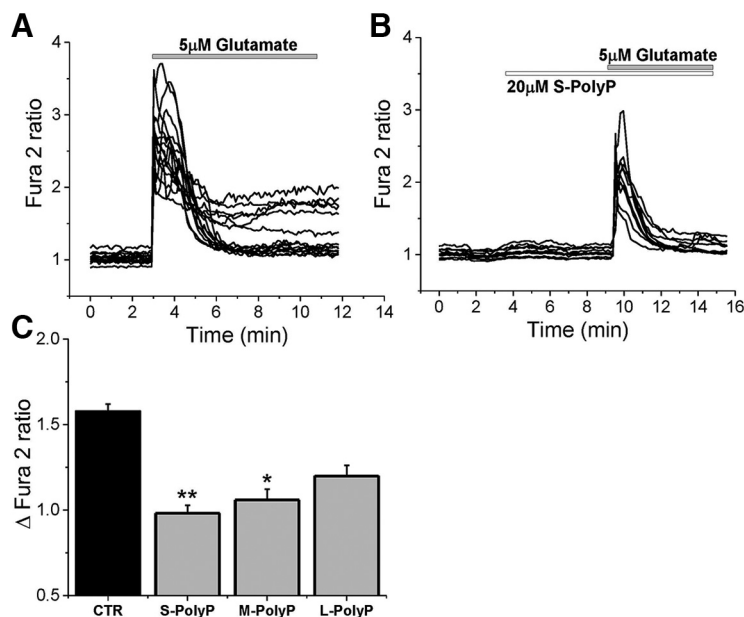 A
5μM Glutamate
Fura 2 ratio
4
3
2
1
0 2 4 6 8 10 12 14
Time (min)
B
5μM Glutamate
20μM S-PolyP
Fura 2 ratio
4
3
2
1
0 2 4 6 8 10 12 14 16
Time (min)
C
Δ Fura 2 ratio
2.0
1.5
1.0
0.5
**
*
CTR S-PolyP M-PolyP L-PolyP